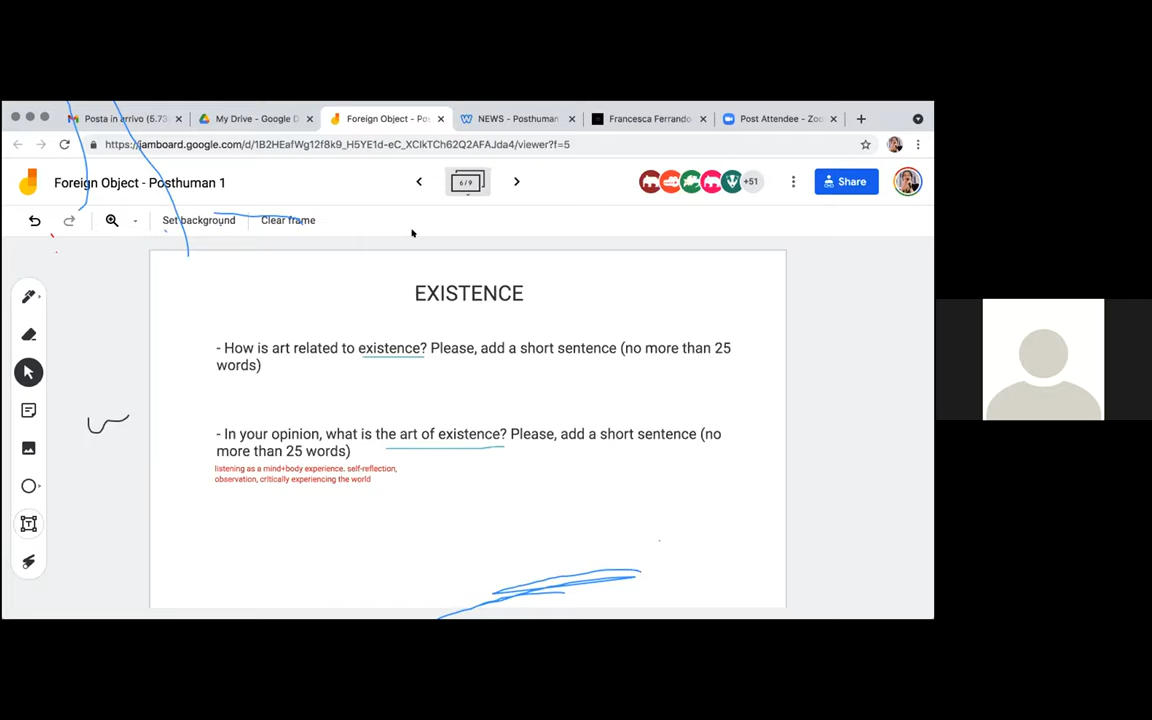 Posta in arrivo (5.73
My Drive - Google D
Foreign Object - Pos
NEWS - Posthuman
Francesca Ferrando
Post Attendee - Zoo
https://jamboard.google.com/d/1B2HEafWg12f8k9_H5YE1d-eC_XClkTCh62Q2AFAJda4/viewer?f=5
Foreign Object - Posthuman 1
6/9
+51
Share
Set background
Clear frame
EXISTENCE
- How is art related to existence? Please, add a short sentence (no more than 25
words)
- In your opinion, what is the art of existence? Please, add a short sentence (no
more than 25 words)
listening as a mind+body experience. self-reflection,
observation, critically experiencing the world